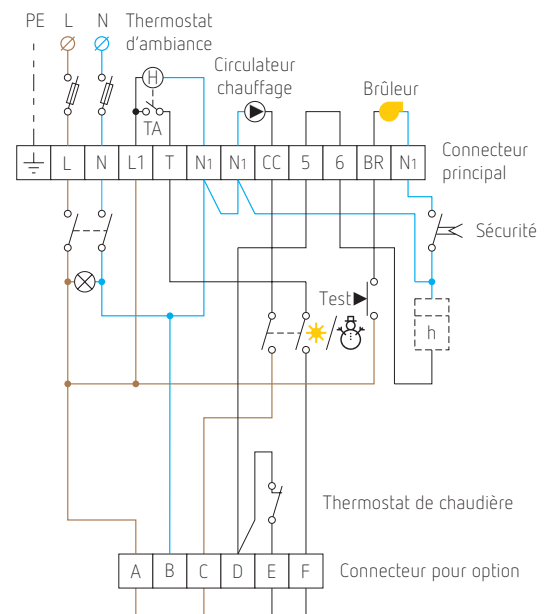 PE L N Thermostat
d'ambiance
H
TA
Circulateur
chauffage
Brûleur
L N L1 T N1 N1 CC 5 6 BR N1
Connecteur
principal
Sécurité
Test
h
Thermostat de chaudière
A B C D E F
Connecteur pour option